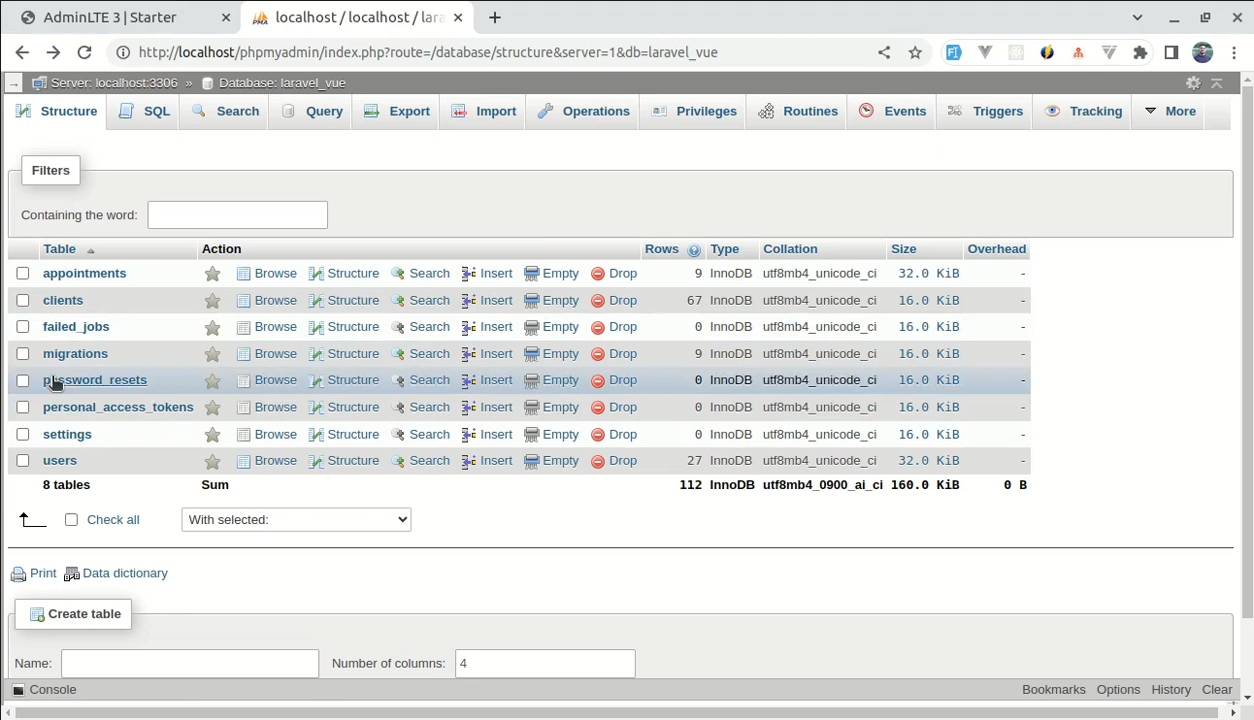 AdminLTE 3 | Starter
localhost / localhost / lara
http://localhost/phpmyadmin/index.php?route=/database/structure&server=1&db=laravel_vue
Server: localhost:3306 » Database: laravel_vue
Structure SQL Search Query Export Import Operations Privileges Routines Events Triggers Tracking More
Filters
Containing the word:
Table Action Rows Type Collation Size Overhead
appointments Browse Structure Search Insert Empty Drop 9 InnoDB utf8mb4_unicode_ci 32.0 KiB -
clients Browse Structure Search Insert Empty Drop 67 InnoDB utf8mb4_unicode_ci 16.0 KiB -
failed_jobs Browse Structure Search Insert Empty Drop 0 InnoDB utf8mb4_unicode_ci 16.0 KiB -
migrations Browse Structure Search Insert Empty Drop 9 InnoDB utf8mb4_unicode_ci 16.0 KiB -
password_resets Browse Structure Search Insert Empty Drop 0 InnoDB utf8mb4_unicode_ci 16.0 KiB -
personal_access_tokens Browse Structure Search Insert Empty Drop 0 InnoDB utf8mb4_unicode_ci 16.0 KiB -
settings Browse Structure Search Insert Empty Drop 0 InnoDB utf8mb4_unicode_ci 16.0 KiB -
users Browse Structure Search Insert Empty Drop 27 InnoDB utf8mb4_unicode_ci 32.0 KiB -
8 tables Sum 112 InnoDB utf8mb4_0900_ai_ci 160.0 KiB 0 B
Check all With selected:
Print Data dictionary
Create table
Name: Number of columns: 4
Console Bookmarks Options History Clear